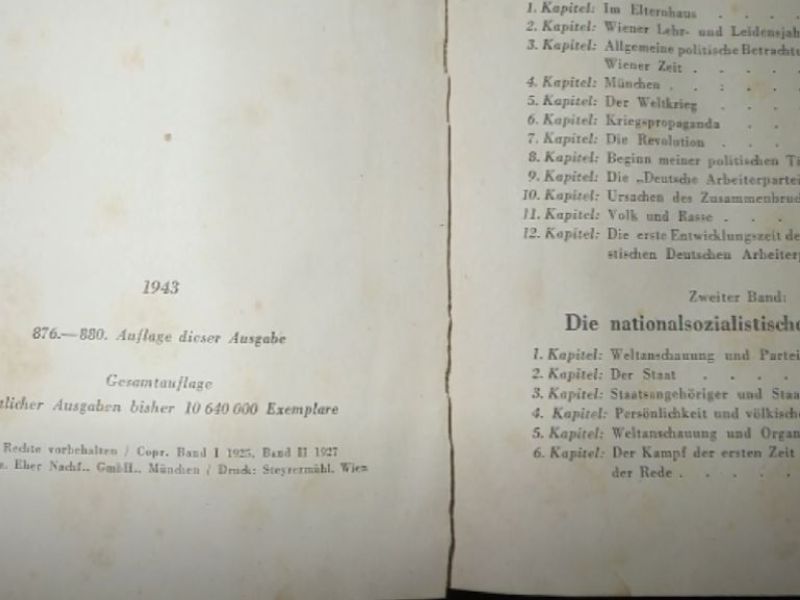 1943
876.—880. Auflage dieser Ausgabe
Gesamtauflage
Ausgaben bisher 10 640 000 Exemplare
Rechte vorbehalten / Copr. Band I 1925, Band II 1927
Eher Nachf., GmbH., München / Druck: Steyrermühl, Wien
1. Kapitel: Im Elternhaus . . . .
2. Kapitel: Wiener Lehr- und
3. Kapitel: Allgemeine politische
Wiener Zeit . . . . .
4. Kapitel: München . . . . .
5. Kapitel: Der Weltkrieg . . . .
6. Kapitel: Kriegspropaganda . .
7. Kapitel: Die Revolution . . . .
8. Kapitel: Beginn meiner politischen
9. Kapitel: Die „Deutsche
10. Kapitel: Ursachen des
11. Kapitel: Volk und Rasse . . . .
12. Kapitel: Die erste Entwicklungszeit
stischen Deutschen
Zweiter Band:
Die
1. Kapitel: Weltanschauung und Partei
2. Kapitel: Der Staat . . . .
3. Kapitel: Staatsangehöriger und
4. Kapitel: Persönlichkeit und
5. Kapitel: Weltanschauung und
6. Kapitel: Der Kampf der ersten Zeit
der Rede . . . . .